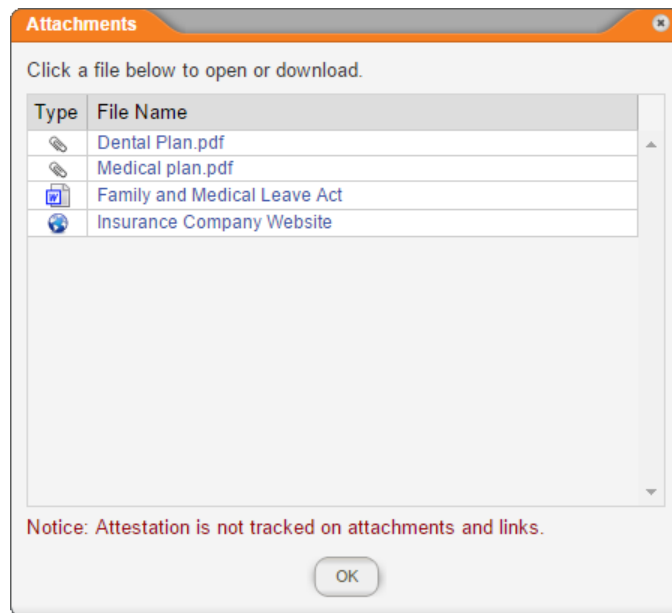 Attachments
Click a file below to open or download.
Type File Name
Dental Plan.pdf
Medical plan.pdf
Family and Medical Leave Act
Insurance Company Website
Notice: Attestation is not tracked on attachments and links.
OK